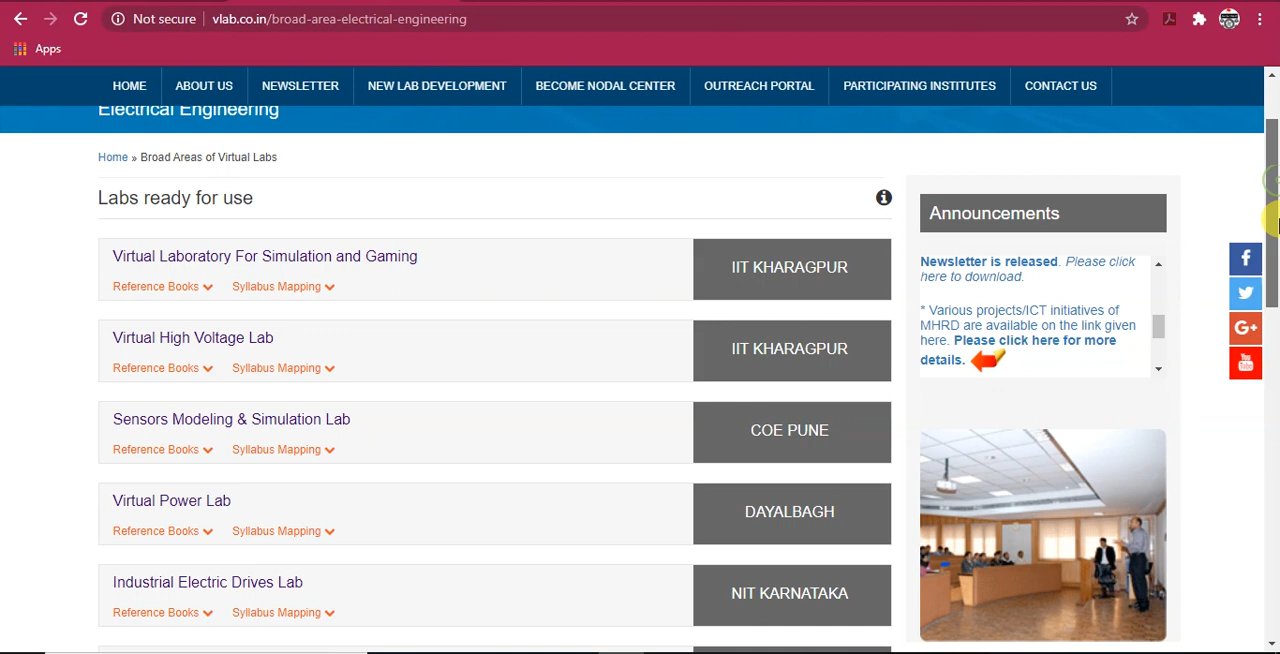 Not secure vlab.co.in/broad-area-electrical-engineering
Apps
HOME ABOUT US NEWSLETTER NEW LAB DEVELOPMENT BECOME NODAL CENTER OUTREACH PORTAL PARTICIPATING INSTITUTES CONTACT US
Electrical Engineering
Home » Broad Areas of Virtual Labs
Labs ready for use
Virtual Laboratory For Simulation and Gaming
Reference Books Syllabus Mapping
IIT KHARAGPUR
Virtual High Voltage Lab
Reference Books Syllabus Mapping
IIT KHARAGPUR
Sensors Modeling & Simulation Lab
Reference Books Syllabus Mapping
COE PUNE
Virtual Power Lab
Reference Books Syllabus Mapping
DAYALBAGH
Industrial Electric Drives Lab
Reference Books Syllabus Mapping
NIT KARNATAKA
Announcements
Newsletter is released. Please click
here to download.
* Various projects/ICT initiatives of
MHRD are available on the link given
here. Please click here for more
details.
f
G+